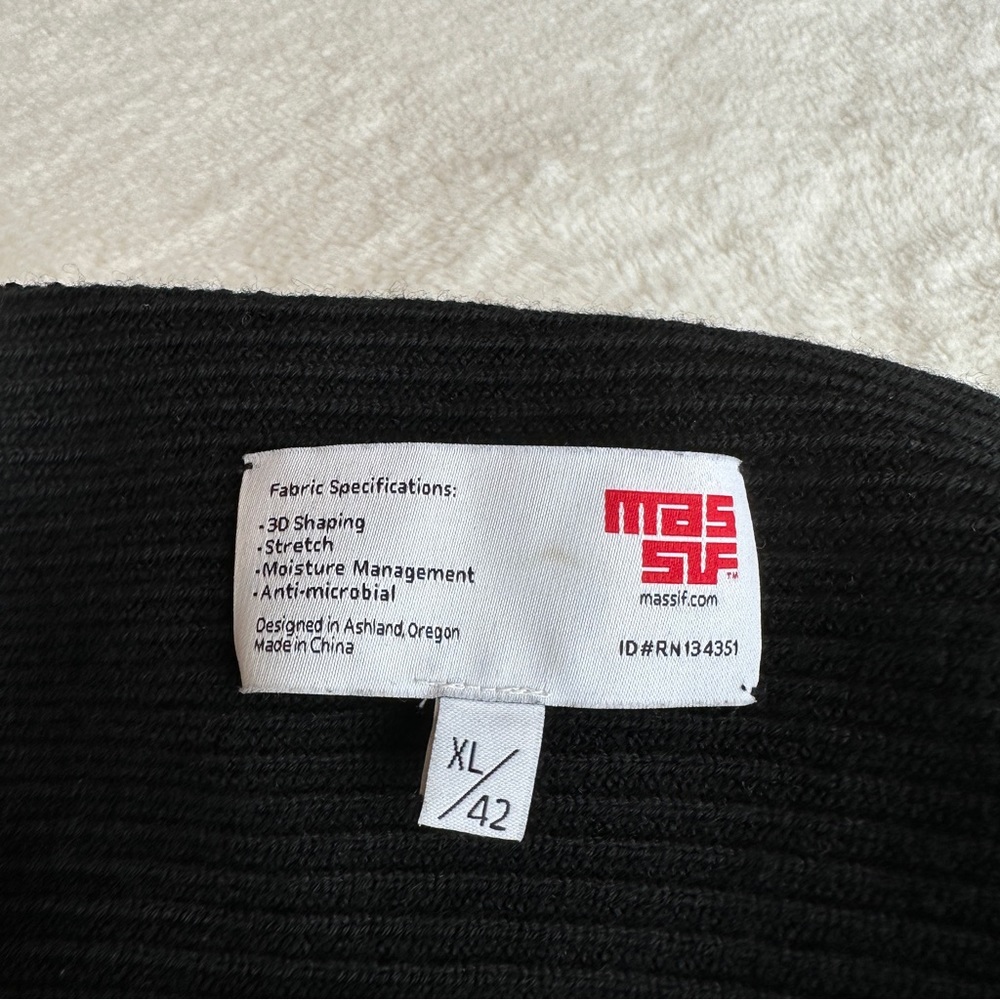 Fabric Specifications:
•3D Shaping
•Stretch
•Moisture Management
•Anti-microbial
Designed in Ashland, Oregon
Made in China
mas
sif™
massif.com
ID#RN134351
XL/42